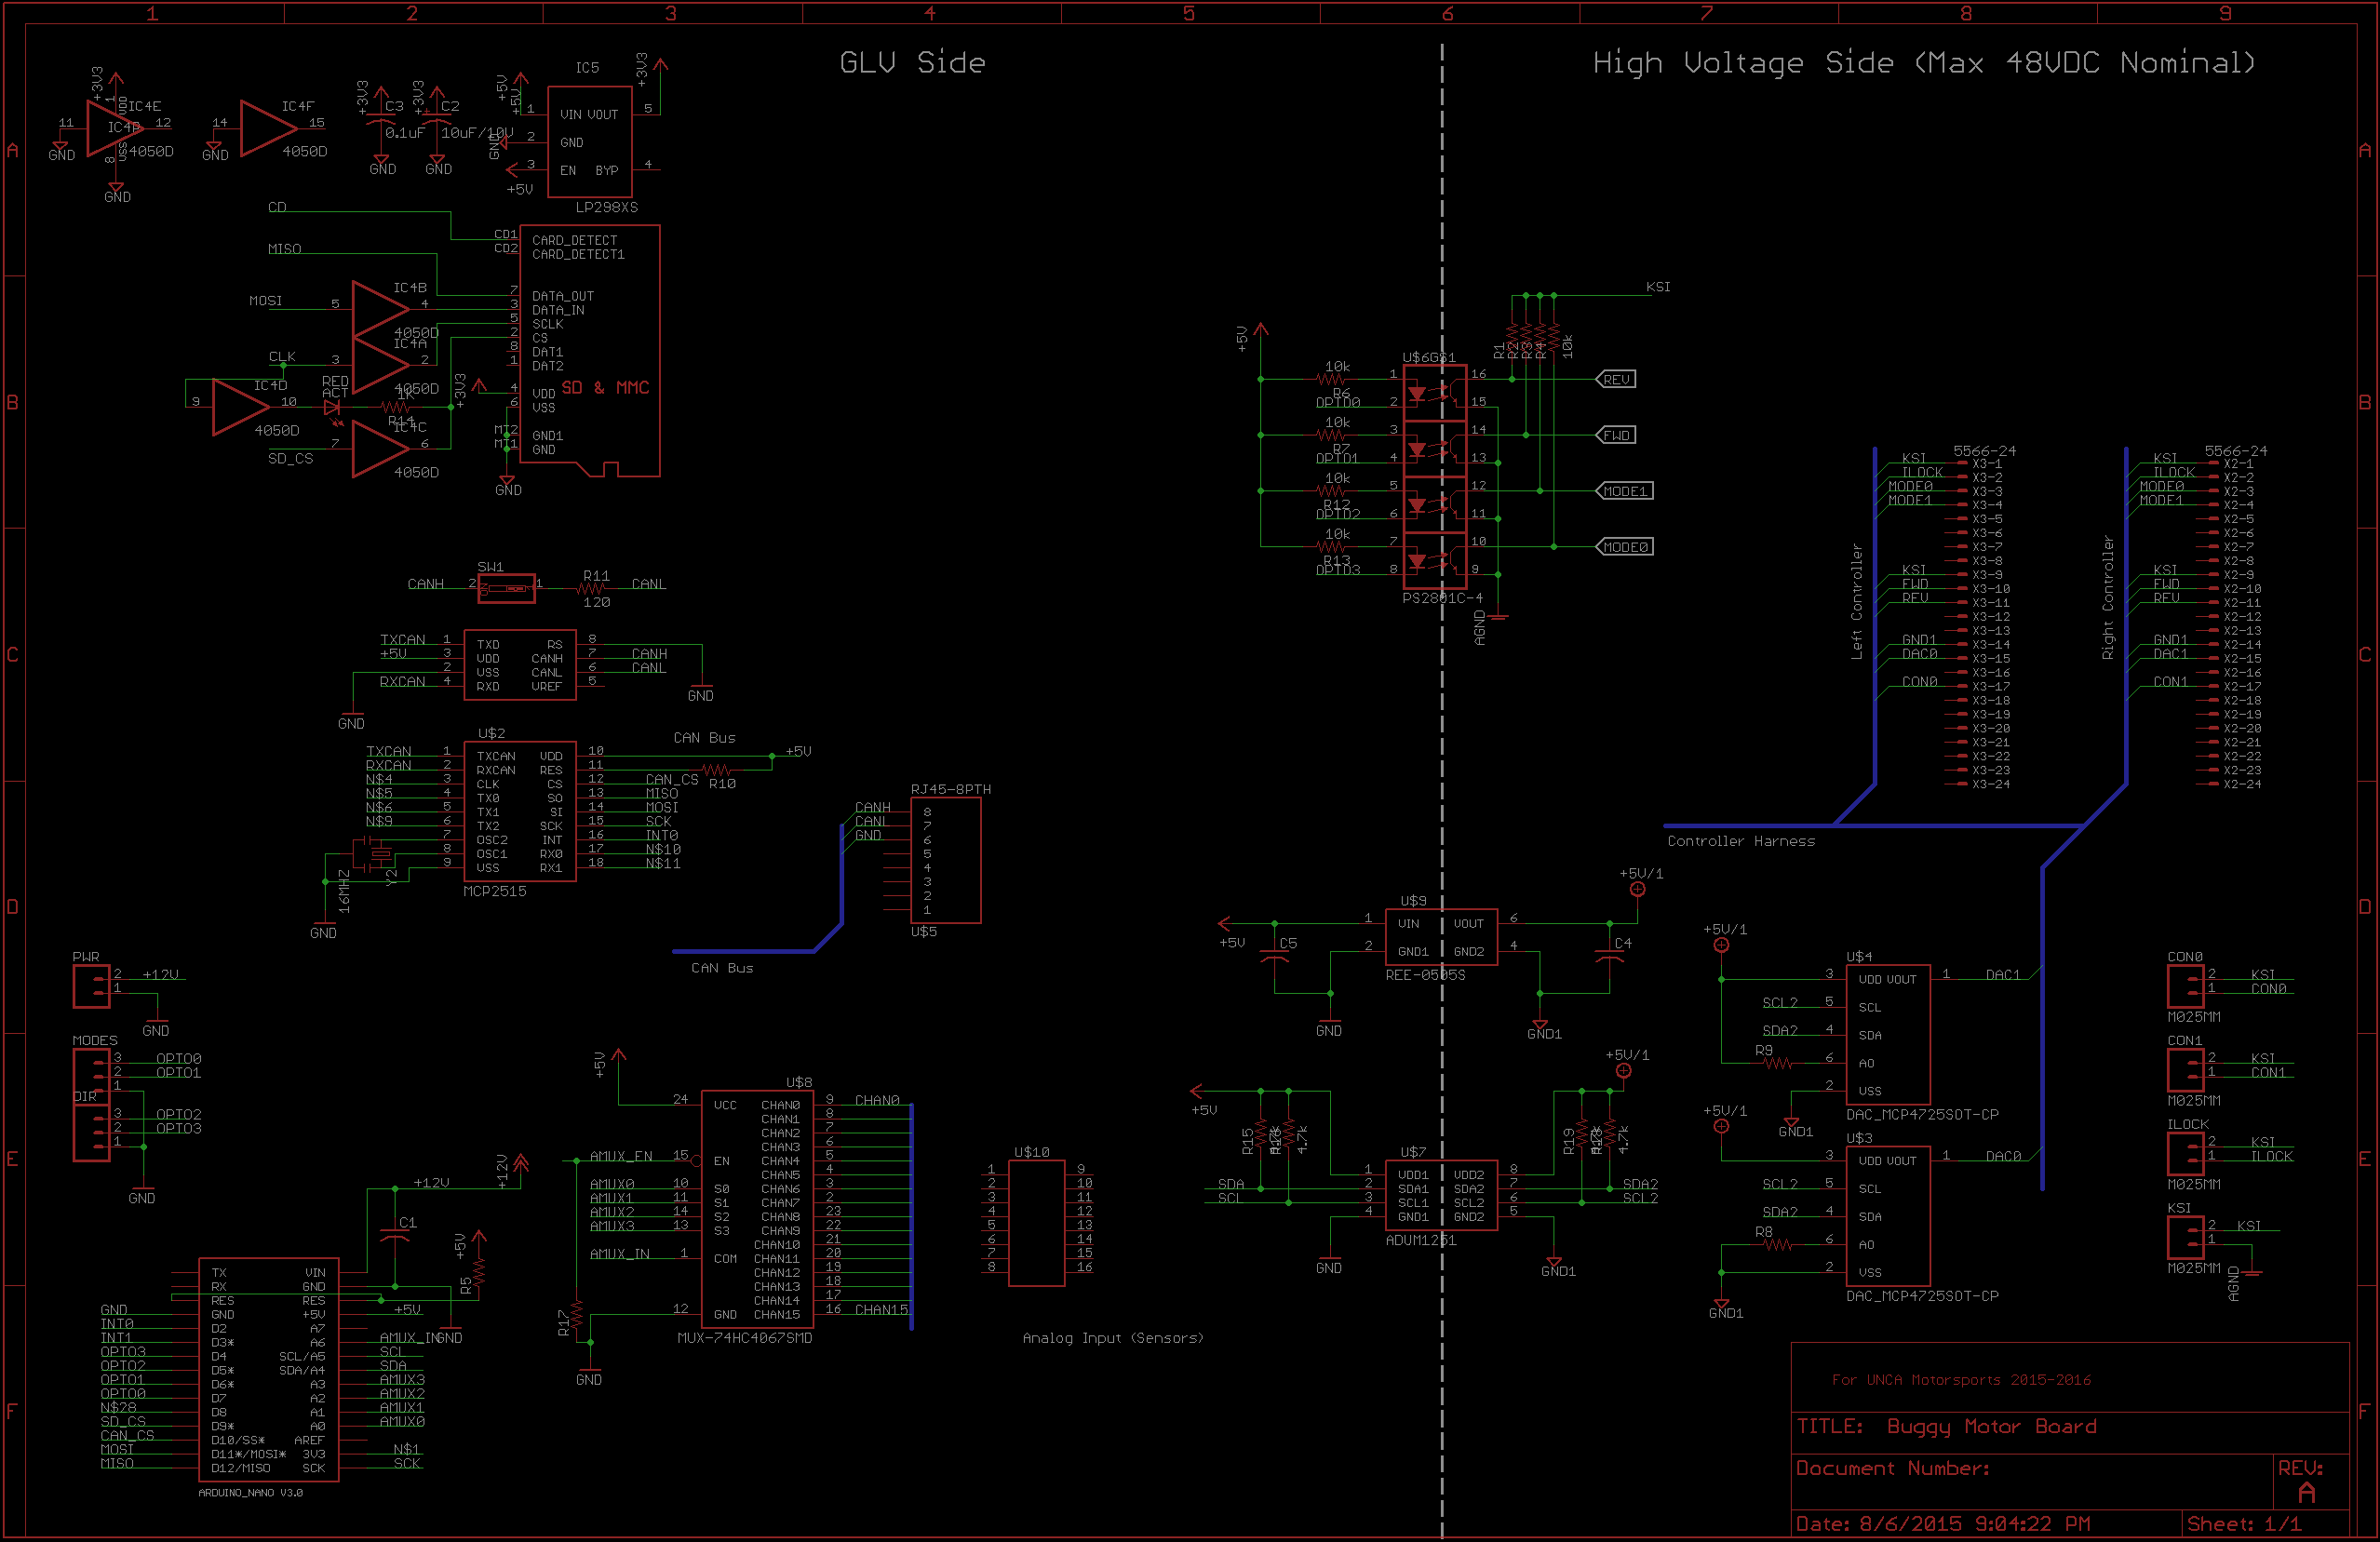 1 2 3 4 5 6 7 8 9
GLV Side
High Voltage Side (Max 48VDC Nominal)
A
B
C
D
E
F
+3V3
1
VDD
IC4E
IC4P
11
12
VSS
8
4050D
GND
GND
IC4F
14
15
4050D
GND
+3V3
C3
0.1uF
GND
+3V3
C2
10uF/10V
GND
IC5
+5V
+5V
+3V3
1 VIN VOUT 5
GND 2 GND
3 EN BYP 4
+5V
LP298XS
CD
MISO
CD1 CARD_DETECT
CD2 CARD_DETECT1
7 DATA_OUT
3 DATA_IN
5 SCLK
2 CS
8 DAT1
1 DAT2
4 VDD
6 VSS
MT2 GND1
MT1 GND
SD & MMC
+3V3
GND
MOSI 5 IC4B 4
4050D
CLK 3 IC4A 2
4050D
9 IC4D 10
4050D
RED
ACT
1K
R14
SD_CS 7 IC4C 6
4050D
CANH 2 SW1 1 R11 CANL
ON
120
TXCAN 1 TXD RS 8
+5V 3 VDD CANH 7 CANH
2 VSS CANL 6 CANL
RXCAN 4 RXD VREF 5
GND
GND
U$2
CAN Bus
TXCAN 1 TXCAN VDD 10 +5V
RXCAN 2 RXCAN RES 11 R10
N$4 3 CLK CS 12 CAN_CS
N$5 4 TX0 SO 13 MISO
N$6 5 TX1 SI 14 MOSI
N$9 6 TX2 SCK 15 SCK
7 OSC2 INT 16 INT0
8 OSC1 RX0 17 N$10
9 VSS RX1 18 N$11
MCP2515
16MHZ
Y2
GND
RJ45-8PTH
CANH 8
CANL 7
GND 6
5
4
3
2
1
U$5
CAN Bus
PWR
2 +12V
1
GND
MODES
3 OPTO0
2 OPTO1
1
DIR
3 OPTO2
2 OPTO3
1
GND
+12V
+12V
C1
+5V
R5
TX VIN
RX GND
RES RES
GND GND +5V +5V
INT0 D2 A7
INT1 D3* A6 AMUX_IN
GND
OPTO3 D4 SCL/A5 SCL
OPTO2 D5* SDA/A4 SDA
OPTO1 D6* A3 AMUX3
OPTO0 D7 A2 AMUX2
N$28 D8 A1 AMUX1
SD_CS D9* A0 AMUX0
CAN_CS D10/SS* AREF
MOSI D11*/MOSI* 3V3 N$1
MISO D12/MISO SCK SCK
ARDUINO_NANO V3.0
+5V
U$8
24 VCC CHAN0 9 CHAN0
CHAN1 8
CHAN2 7
CHAN3 6
AMUX_EN 15 EN CHAN4 5
CHAN5 4
AMUX0 10 S0 CHAN6 3
AMUX1 11 S1 CHAN7 2
AMUX2 14 S2 CHAN8 23
AMUX3 13 S3 CHAN9 22
CHAN10 21
AMUX_IN 1 COM CHAN11 20
CHAN12 19
CHAN13 18
CHAN14 17
12 GND CHAN15 16 CHAN15
R17
GND
MUX-74HC4067SMD
U$10
1 9
2 10
3 11
4 12
5 13
6 14
7 15
8 16
Analog Input (Sensors)
KSI
R1
R2
R3
R4
10k
+5V
U$6G$1
10k 1 16 REV
R6
OPTO0 2 15
10k 3 14 FWD
R7
OPTO1 4 13
10k 5 12 MODE1
R12
OPTO2 6 11
10k 7 10 MODE0
R13
OPTO3 8 9
PS2801C-4
AGND
U$9
+5V/1
1 VIN VOUT 6
+5V C5 C4
2 GND1 GND2 4
REE-0505S
GND
GND1
+5V
+5V/1
R15
4.7k
R19
4.7k
U$7
1 VDD1 VDD2 8
SDA 2 SDA1 SDA2 7 SDA2
SCL 3 SCL1 SCL2 6 SCL2
4 GND1 GND2 5
ADUM1251
GND
GND1
Left Controller
5566-24
KSI X3-1
ILOCK X3-2
MODE0 X3-3
MODE1 X3-4
X3-5
X3-6
X3-7
X3-8
KSI X3-9
FWD X3-10
REV X3-11
X3-12
X3-13
GND1 X3-14
DAC0 X3-15
X3-16
CON0 X3-17
X3-18
X3-19
X3-20
X3-21
X3-22
X3-23
X3-24
Right Controller
5566-24
KSI X2-1
ILOCK X2-2
MODE0 X2-3
MODE1 X2-4
X2-5
X2-6
X2-7
X2-8
KSI X2-9
FWD X2-10
REV X2-11
X2-12
X2-13
GND1 X2-14
DAC1 X2-15
X2-16
CON1 X2-17
X2-18
X2-19
X2-20
X2-21
X2-22
X2-23
X2-24
Controller Harness
+5V/1
U$4
3 VDD VOUT 1 DAC1
SCL2 5 SCL
SDA2 4 SDA
R9 6 A0
2 VSS
DAC_MCP4725SOT-CP
GND1
+5V/1
U$3
3 VDD VOUT 1 DAC0
SCL2 5 SCL
SDA2 4 SDA
R8 6 A0
2 VSS
DAC_MCP4725SOT-CP
GND1
CON0
2 KSI
1 CON0
M025MM
CON1
2 KSI
1 CON1
M025MM
ILOCK
2 KSI
1 ILOCK
M025MM
KSI
2 KSI
1
M025MM
AGND
For UNCA Motorsports 2015-2016
TITLE: Buggy Motor Board
Document Number:
REV:
A
Date: 8/6/2015 9:04:22 PM
Sheet: 1/1